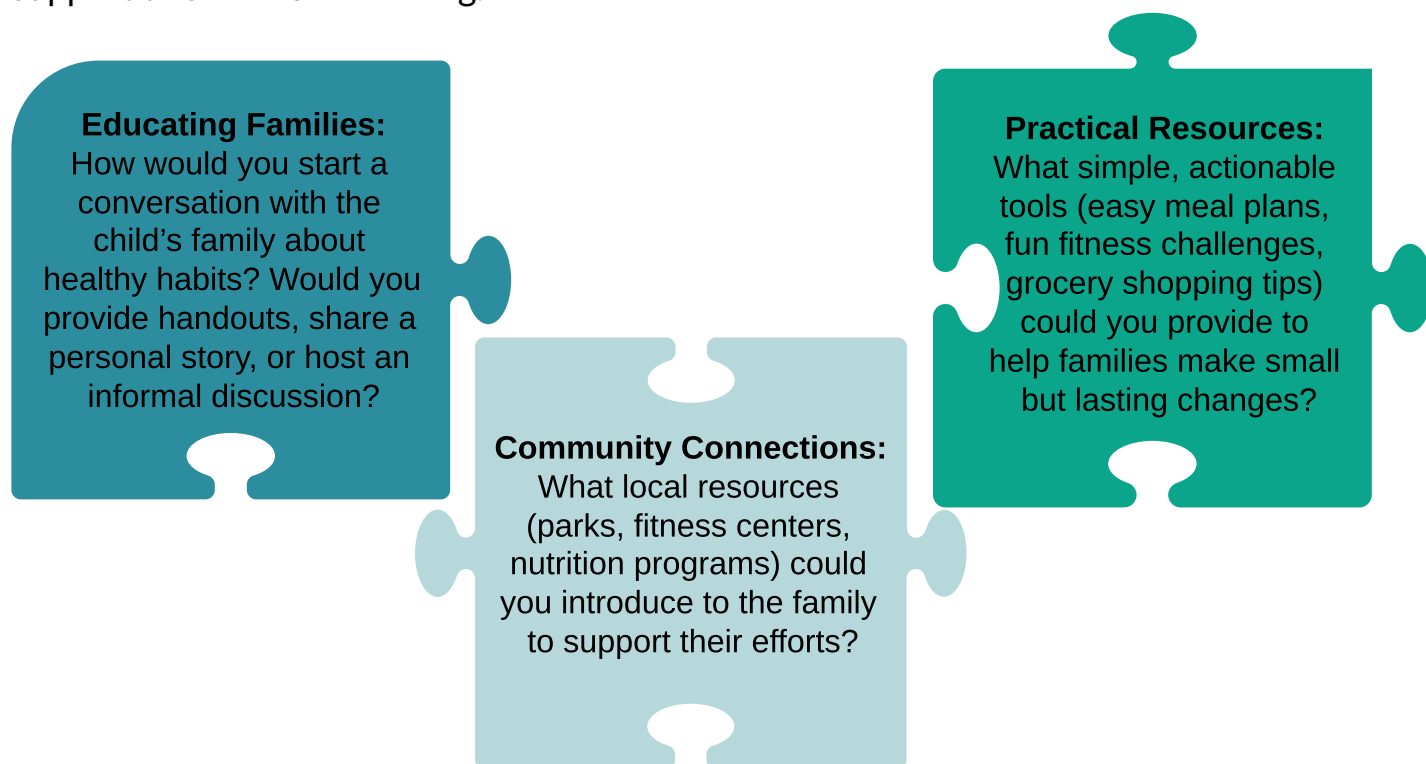 Educating Families:
How would you start a
conversation with the
child’s family about
healthy habits? Would you
provide handouts, share a
personal story, or host an
informal discussion?
Community Connections:
What local resources
(parks, fitness centers,
nutrition programs) could
you introduce to the family
to support their efforts?
Practical Resources:
What simple, actionable
tools (easy meal plans,
fun fitness challenges,
grocery shopping tips)
could you provide to
help families make small
but lasting changes?